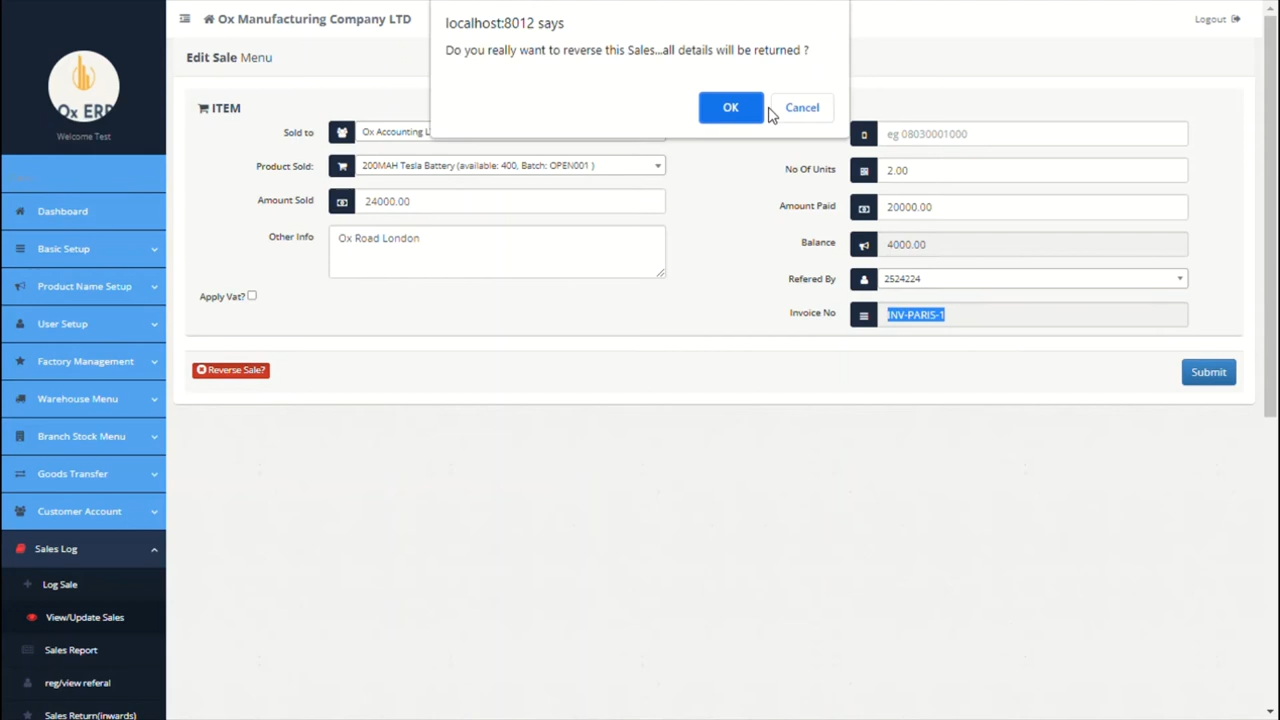 Ox Manufacturing Company LTD
Logout
localhost:8012 says
Do you really want to reverse this Sales...all details will be returned ?
OK
Cancel
Ox ERP
Welcome Test
Dashboard
Basic Setup
Product Name Setup
User Setup
Factory Management
Warehouse Menu
Branch Stock Menu
Goods Transfer
Customer Account
Sales Log
Log Sale
View/Update Sales
Sales Report
reg/view referal
Sales Return(inwards)
Edit Sale Menu
ITEM
Sold to
Ox Accounting
eg 08030001000
Product Sold:
200MAH Tesla Battery (available: 400, Batch: OPEN001 )
No Of Units
2.00
Amount Sold
24000.00
Amount Paid
20000.00
Other Info
Ox Road London
Balance
4000.00
Refered By
2524224
Apply Vat?
Invoice No
INV-PARIS-1
Reverse Sale?
Submit